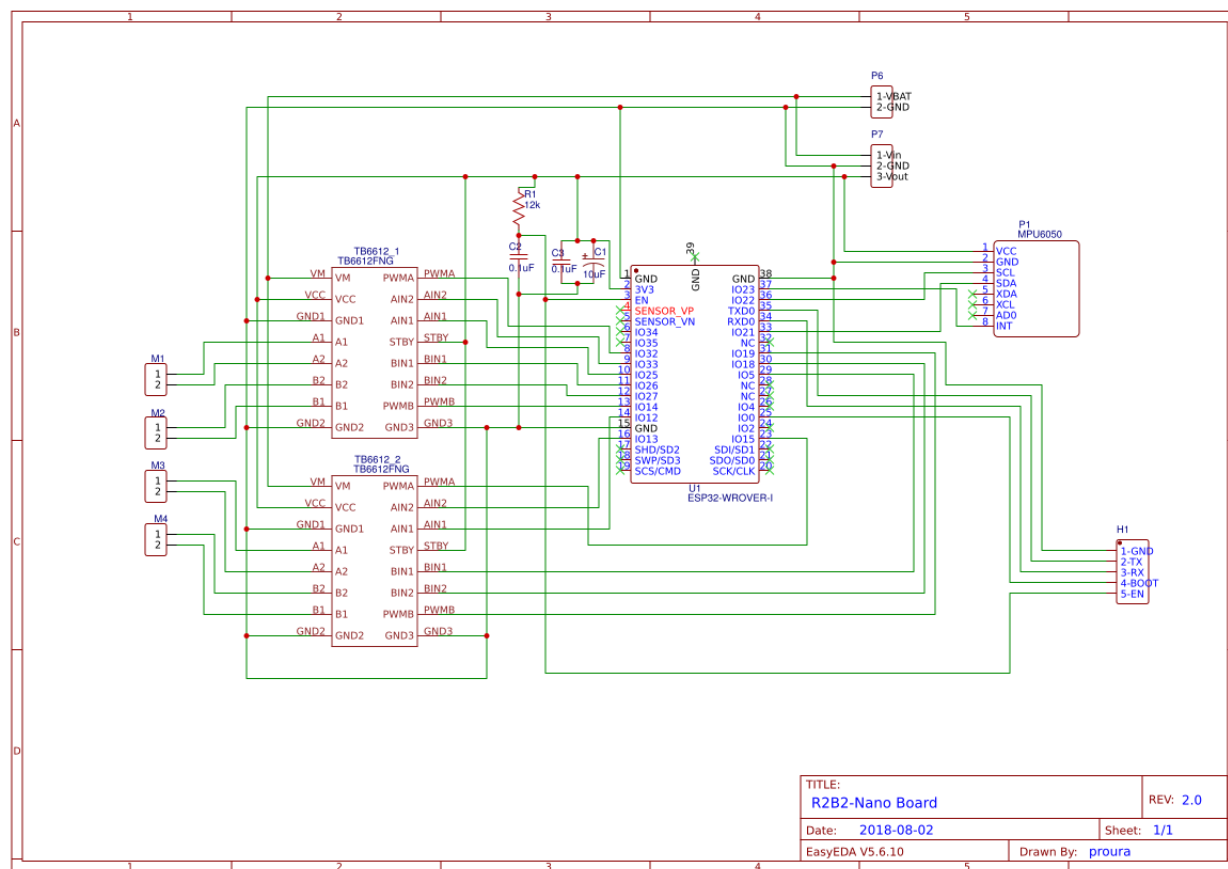 1 2 3 4 5
A
B
C
D
P6
1-VBAT
2-GND
P7
1-Vin
2-GND
3-Vout
R1
12k
C2
0.1uF
C3
0.1uF
+ C1
10uF
P1
MPU6050
1 VCC
2 GND
3 SCL
4 SDA
5 XDA
6 XCL
7 AD0
8 INT
TB6612_1
TB6612FNG
VM VM PWMA PWMA
VCC VCC AIN2 AIN2
GND1 GND1 AIN1 AIN1
A1 A1 STBY STBY
A2 A2 BIN1 BIN1
B2 B2 BIN2 BIN2
B1 B1 PWMB PWMB
GND2 GND2 GND3 GND3
M1
1
2
M2
1
2
M3
1
2
M4
1
2
TB6612_2
TB6612FNG
VM VM PWMA PWMA
VCC VCC AIN2 AIN2
GND1 GND1 AIN1 AIN1
A1 A1 STBY STBY
A2 A2 BIN1 BIN1
B2 B2 BIN2 BIN2
B1 B1 PWMB PWMB
GND2 GND2 GND3 GND3
39
GND
1 GND GND 38
2 3V3 IO23 37
3 EN IO22 36
4 SENSOR_VP TXD0 35
5 SENSOR_VN RXD0 34
6 IO34 IO21 33
7 IO35 NC 32
8 IO32 IO19 31
9 IO33 IO18 30
10 IO25 IO5 29
11 IO26 NC 28
12 IO27 NC 27
13 IO14 IO4 26
14 IO12 IO0 25
15 GND IO2 24
16 IO13 IO15 23
17 SHD/SD2 SDI/SD1 22
18 SWP/SD3 SDO/SD0 21
19 SCS/CMD SCK/CLK 20
U1
ESP32-WROVER-I
H1
1-GND
2-TX
3-RX
4-BOOT
5-EN
TITLE:
R2B2-Nano Board
REV: 2.0
Date: 2018-08-02
Sheet: 1/1
EasyEDA V5.6.10
Drawn By: proura
A
B
C
D
1 2 3 4 5